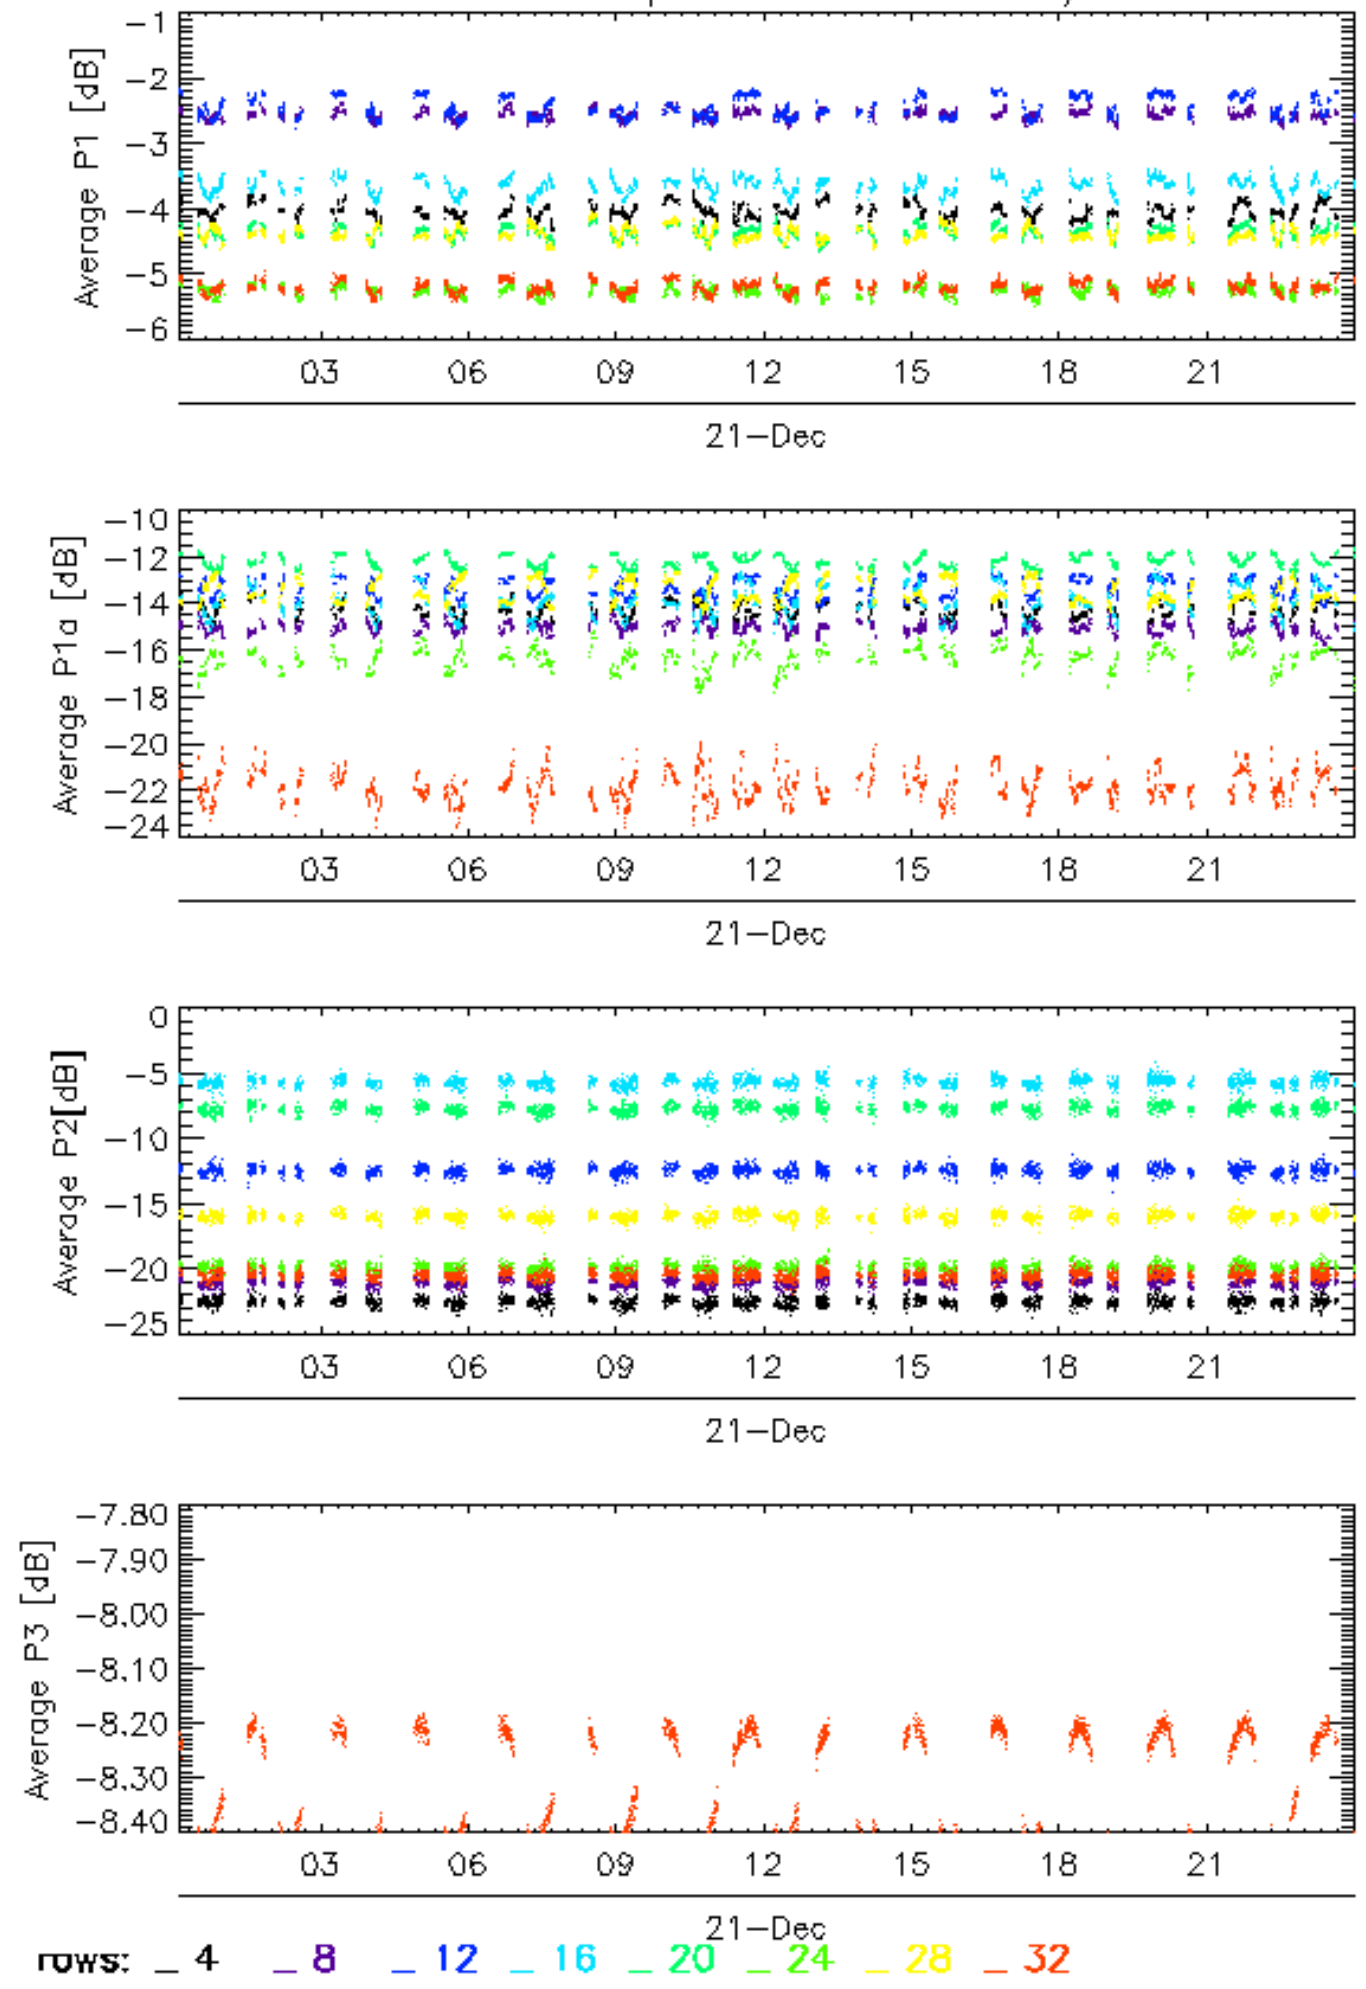 Average P1 [dB]
-1
-2
-3
-4
-5
-6
03 06 09 12 15 18 21
21-Dec
Average P1a [dB]
-10
-12
-14
-16
-18
-20
-22
-24
03 06 09 12 15 18 21
21-Dec
Average P2[dB]
0
-5
-10
-15
-20
-25
03 06 09 12 15 18 21
21-Dec
Average P3 [dB]
-7.80
-7.90
-8.00
-8.10
-8.20
-8.30
-8.40
03 06 09 12 15 18 21
21-Dec
rows: _ 4 _ 8 _ 12 _ 16 _ 20 _ 24 _ 28 _ 32